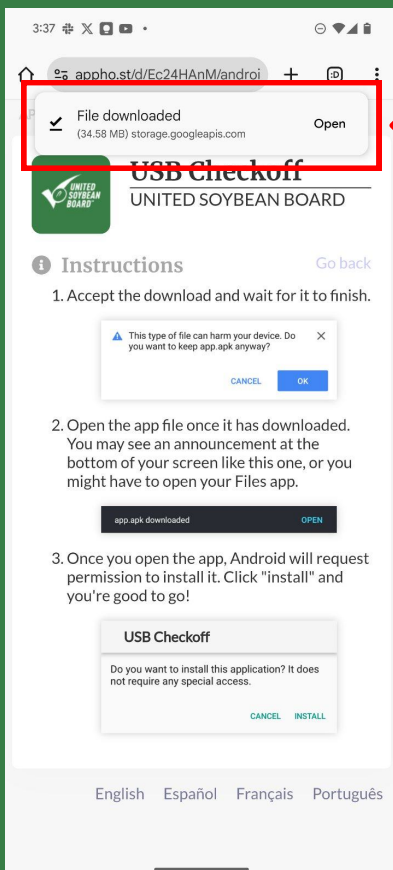 3:37
appho.st/d/Ec24HAnM/androi
:D
File downloaded
(34.58 MB) storage.googleapis.com
Open
USB Checkoff
UNITED SOYBEAN BOARD
UNITED
SOYBEAN
BOARD
Instructions
Go back
1. Accept the download and wait for it to finish.
This type of file can harm your device. Do
you want to keep app.apk anyway?
CANCEL
OK
2. Open the app file once it has downloaded.
You may see an announcement at the
bottom of your screen like this one, or you
might have to open your Files app.
app.apk downloaded
OPEN
3. Once you open the app, Android will request
permission to install it. Click "install" and
you're good to go!
USB Checkoff
Do you want to install this application? It does
not require any special access.
CANCEL
INSTALL
English
Español
Français
Português